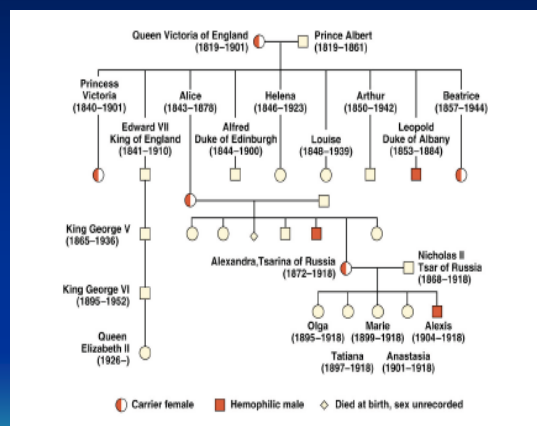 Queen Victoria of England
(1819–1901)
Prince Albert
(1819–1861)
Princess
Victoria
(1840–1901)
Alice
(1843–1878)
Helena
(1846–1923)
Arthur
(1850–1942)
Beatrice
(1857–1944)
Edward VII
King of England
(1841–1910)
Alfred
Duke of Edinburgh
(1844–1900)
Louise
(1848–1939)
Leopold
Duke of Albany
(1853–1884)
King George V
(1865–1936)
Alexandra,Tsarina of Russia
(1872–1918)
Nicholas II
Tsar of Russia
(1868–1918)
King George VI
(1895–1952)
Olga
(1895–1918)
Marie
(1899–1918)
Alexis
(1904–1918)
Queen
Elizabeth II
(1926–)
Tatiana
(1897–1918)
Anastasia
(1901–1918)
Carrier female
Hemophilic male
Died at birth, sex unrecorded